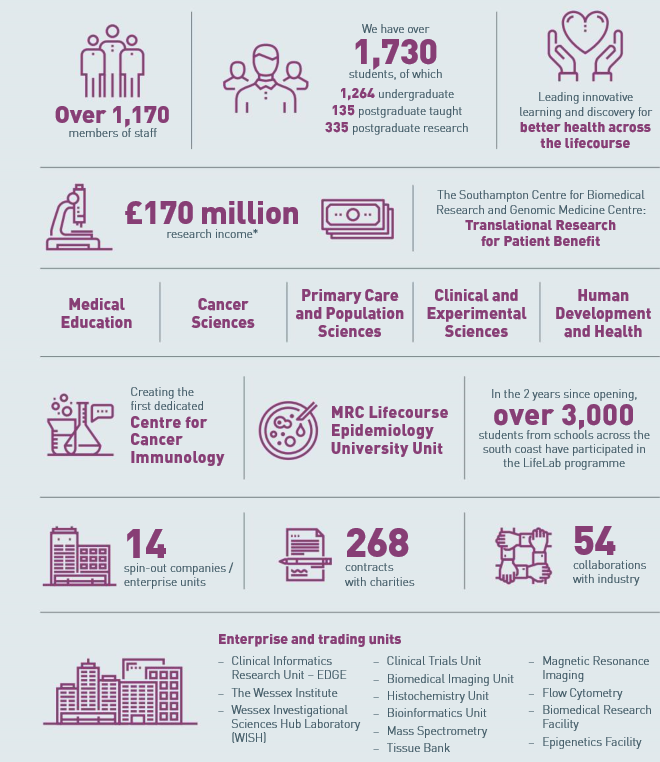 Over 1,170
members of staff
We have over
1,730
students, of which
1,264 undergraduate
135 postgraduate taught
335 postgraduate research
Leading innovative
learning and discovery for
better health across
the lifecourse
£170 million
research income*
The Southampton Centre for Biomedical
Research and Genomic Medicine Centre:
Translational Research
for Patient Benefit
Medical
Education
Cancer
Sciences
Primary Care
and Population
Sciences
Clinical and
Experimental
Sciences
Human
Development
and Health
Creating the
first dedicated
Centre for
Cancer
Immunology
MRC Lifecourse
Epidemiology
University Unit
In the 2 years since opening,
over 3,000
students from schools across the
south coast have participated in
the LifeLab programme
14
spin-out companies /
enterprise units
268
contracts
with charities
54
collaborations
with industry
Enterprise and trading units
– Clinical Informatics
Research Unit – EDGE
– The Wessex Institute
– Wessex Investigational
Sciences Hub Laboratory
(WISH)
– Clinical Trials Unit
– Biomedical Imaging Unit
– Histochemistry Unit
– Bioinformatics Unit
– Mass Spectrometry
– Tissue Bank
– Magnetic Resonance
Imaging
– Flow Cytometry
– Biomedical Research
Facility
– Epigenetics Facility